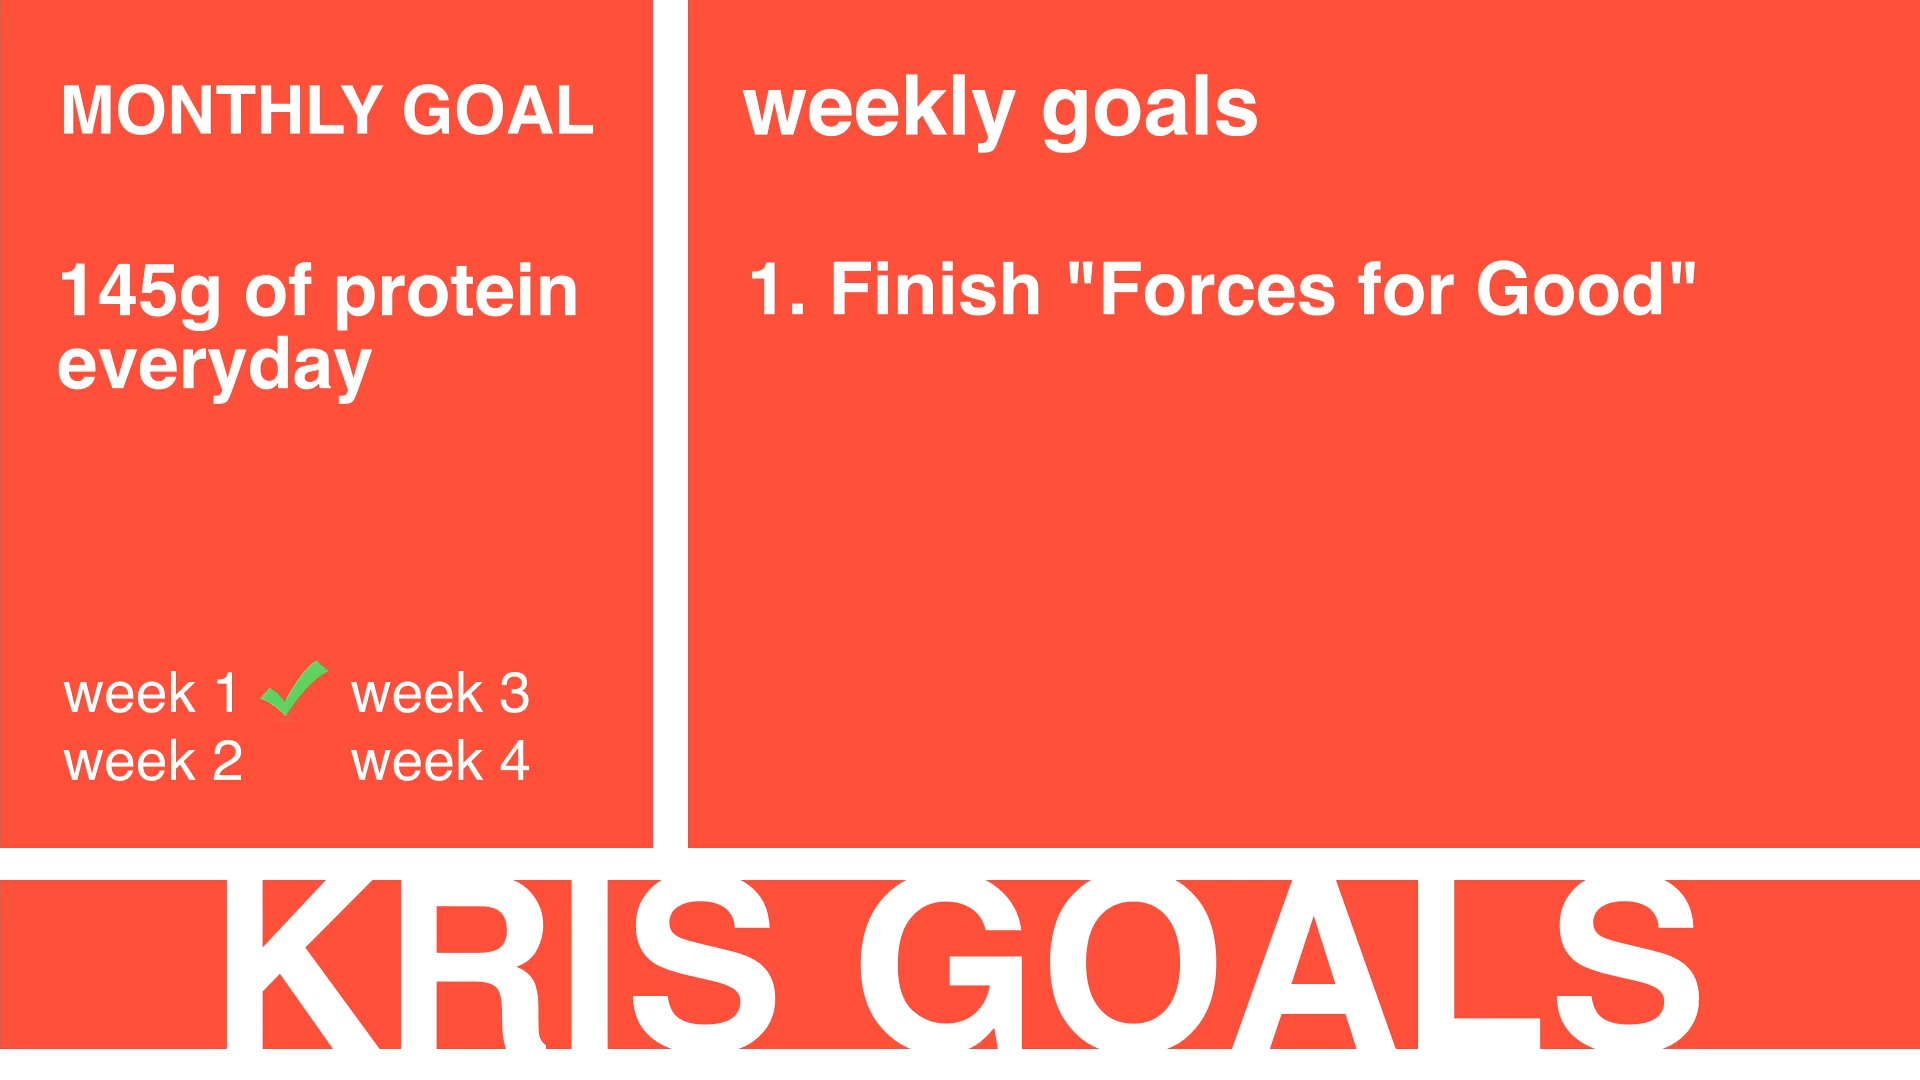 MONTHLY GOAL
145g of protein
everyday
week 1
week 2
week 3
week 4
weekly goals
1. Finish "Forces for Good"
KRIS GOALS